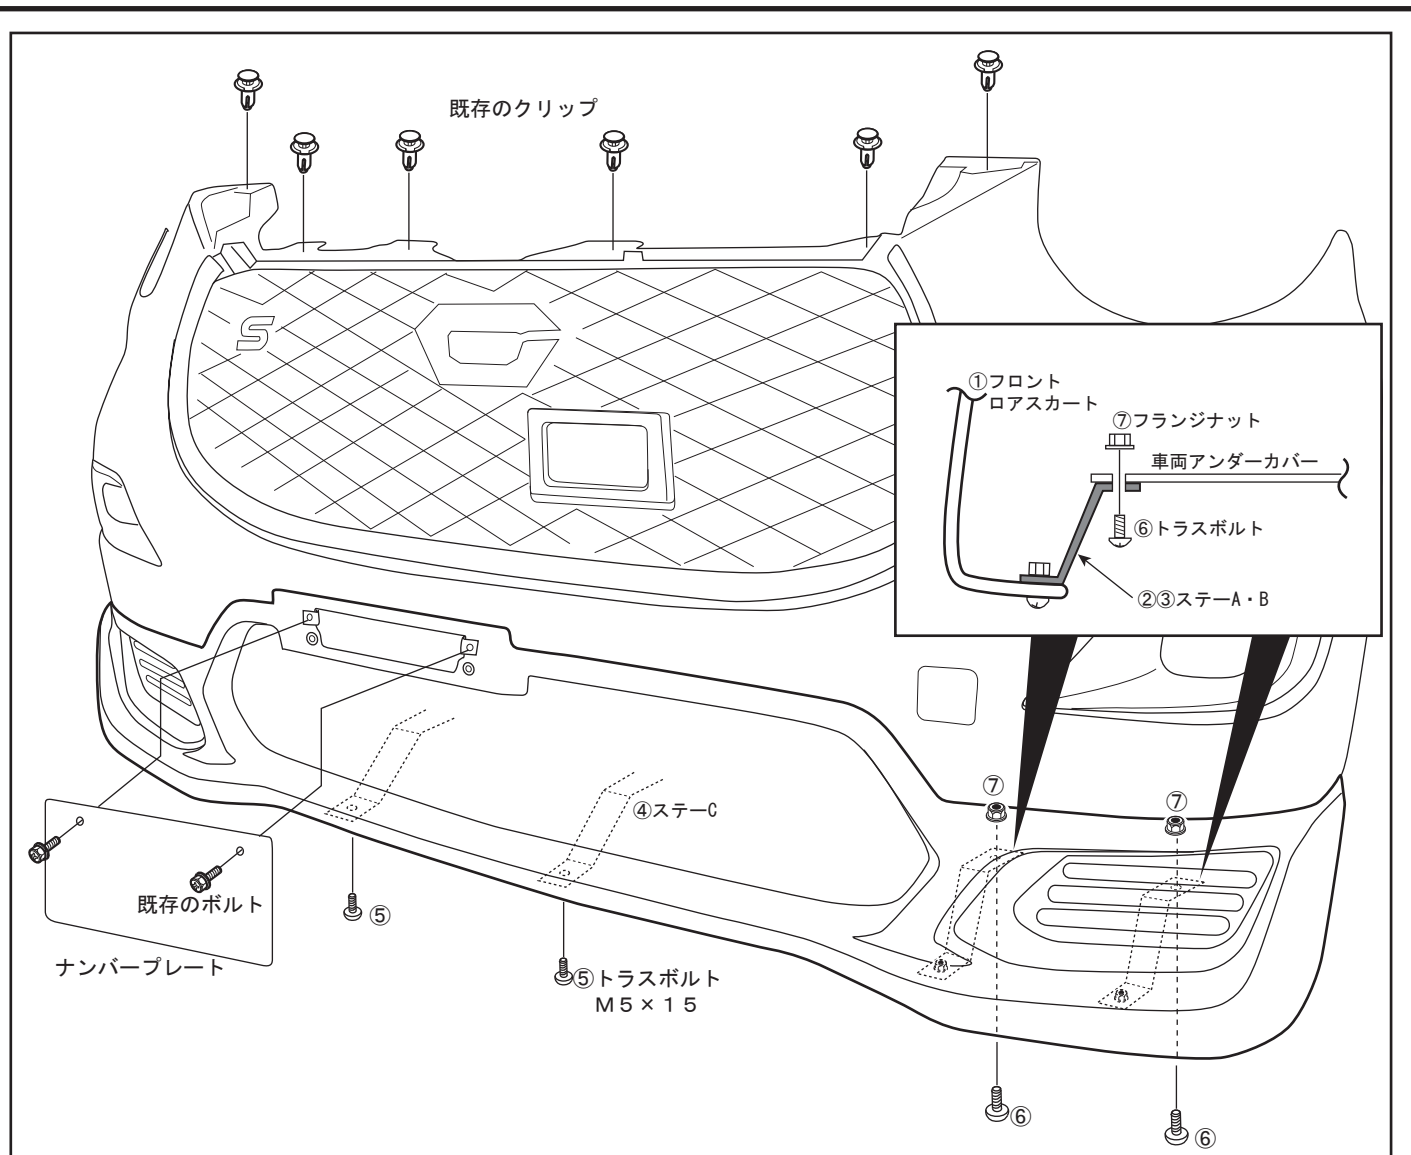 既存のクリップ
S
①フロント
ロアスカート
⑦フランジナット
車両アンダーカバー
⑥トラスボルト
②③ステーA・B
⑦
⑦
④ステーC
既存のボルト
⑤
ナンバープレート
⑤トラスボルト
M5×15
⑥
⑥